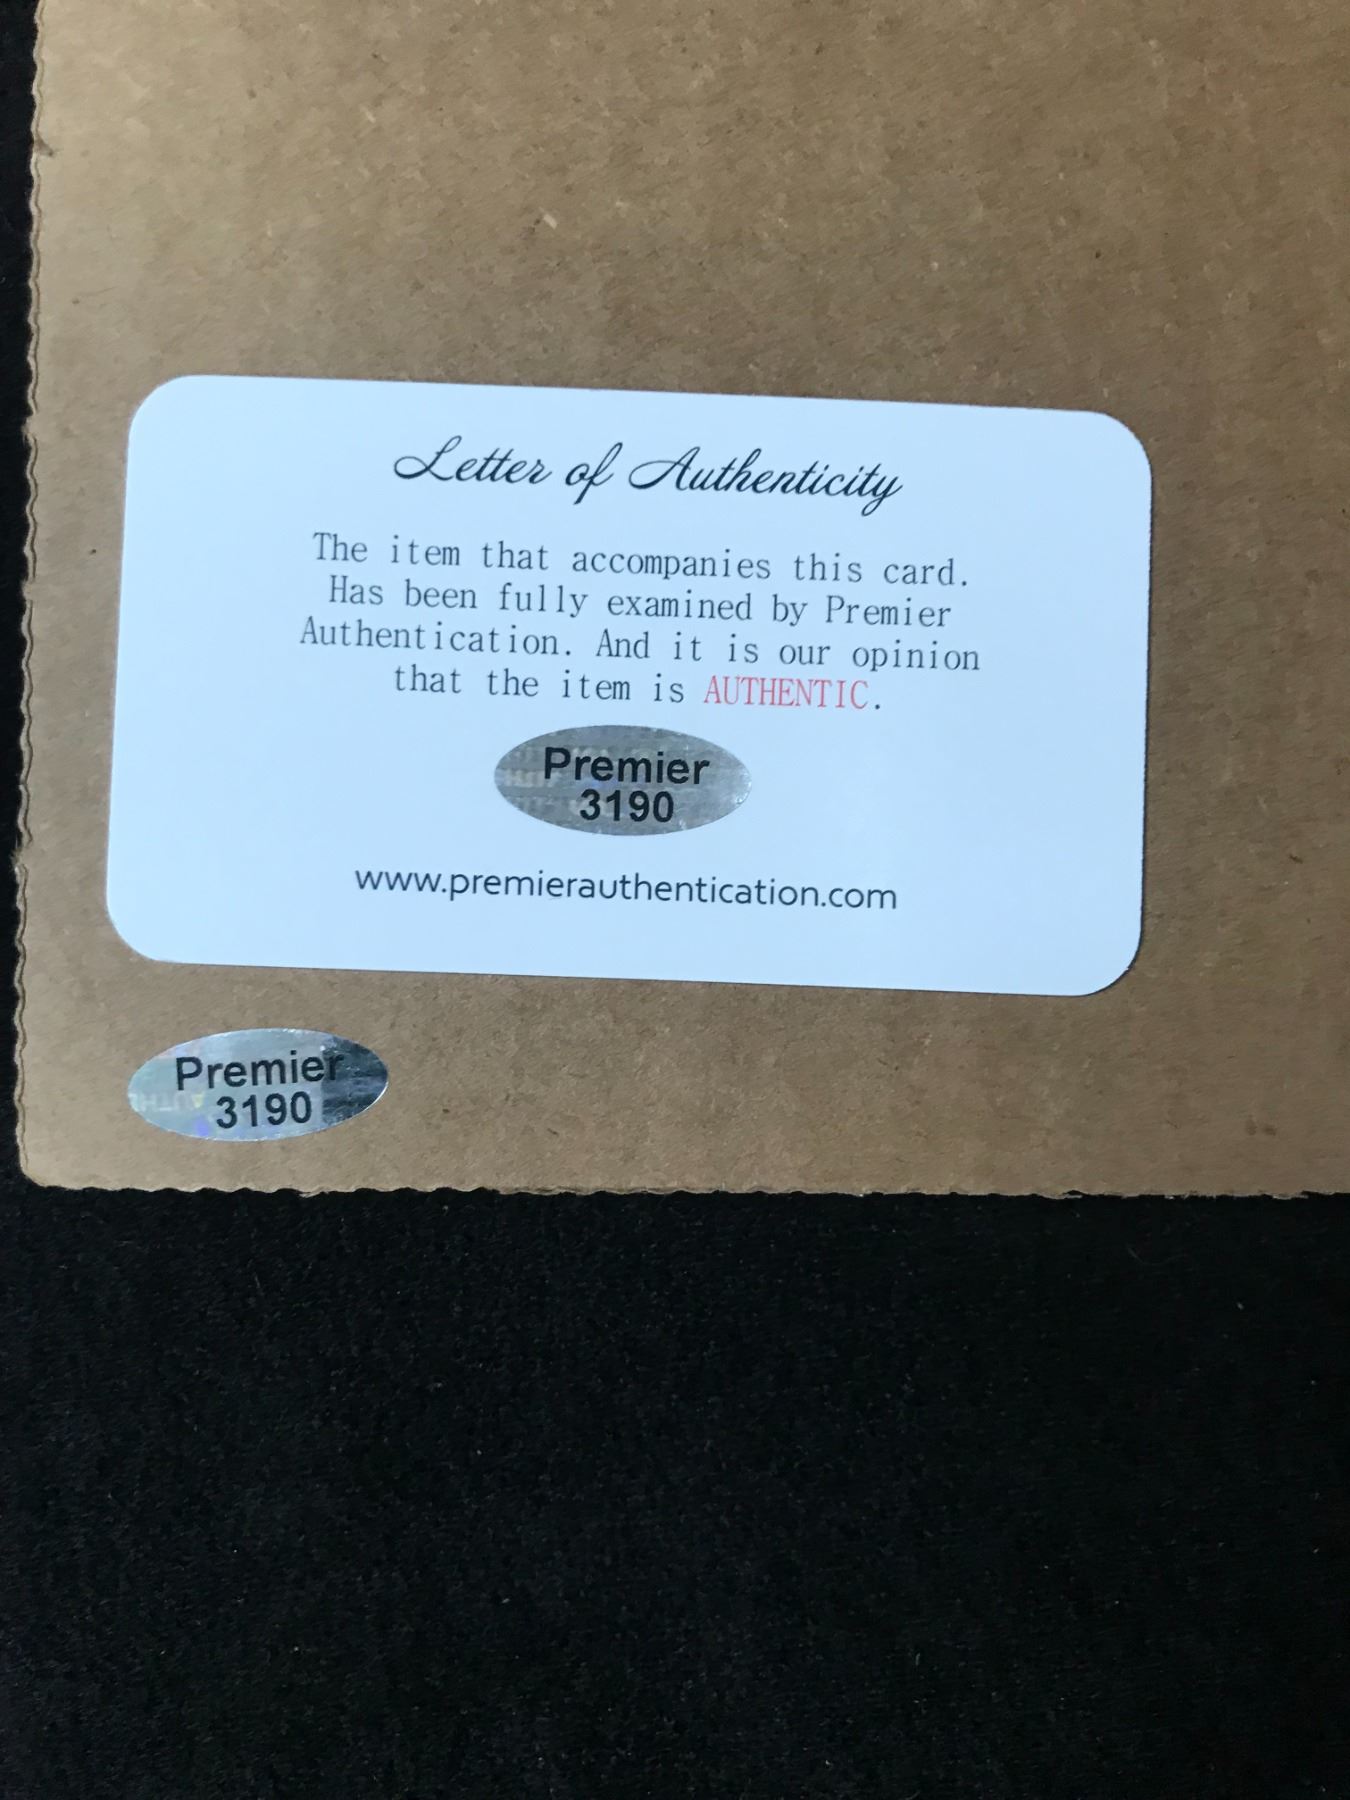 Letter of Authenticity
The item that accompanies this card.
Has been fully examined by Premier
Authentication. And it is our opinion
that the item is AUTHENTIC.
Premier
3190
www.premierauthentication.com
Premier
3190